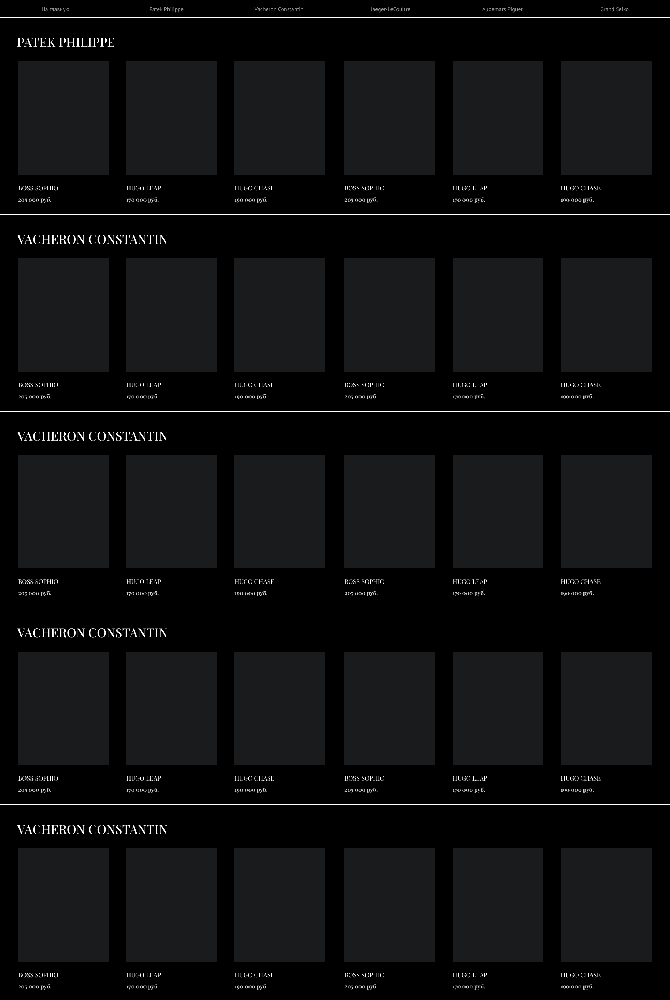 На главную Patek Philippe Vacheron Constantin Jaeger-LeCoultre Audemars Piguet Grand Seiko
PATEK PHILIPPE
BOSS SOPHIO HUGO LEAP HUGO CHASE BOSS SOPHIO HUGO LEAP HUGO CHASE
205 000 руб. 170 000 руб. 190 000 руб. 205 000 руб. 170 000 руб. 190 000 руб.
VACHERON CONSTANTIN
BOSS SOPHIO HUGO LEAP HUGO CHASE BOSS SOPHIO HUGO LEAP HUGO CHASE
205 000 руб. 170 000 руб. 190 000 руб. 205 000 руб. 170 000 руб. 190 000 руб.
VACHERON CONSTANTIN
BOSS SOPHIO HUGO LEAP HUGO CHASE BOSS SOPHIO HUGO LEAP HUGO CHASE
205 000 руб. 170 000 руб. 190 000 руб. 205 000 руб. 170 000 руб. 190 000 руб.
VACHERON CONSTANTIN
BOSS SOPHIO HUGO LEAP HUGO CHASE BOSS SOPHIO HUGO LEAP HUGO CHASE
205 000 руб. 170 000 руб. 190 000 руб. 205 000 руб. 170 000 руб. 190 000 руб.
VACHERON CONSTANTIN
BOSS SOPHIO HUGO LEAP HUGO CHASE BOSS SOPHIO HUGO LEAP HUGO CHASE
205 000 руб. 170 000 руб. 190 000 руб. 205 000 руб. 170 000 руб. 190 000 руб.